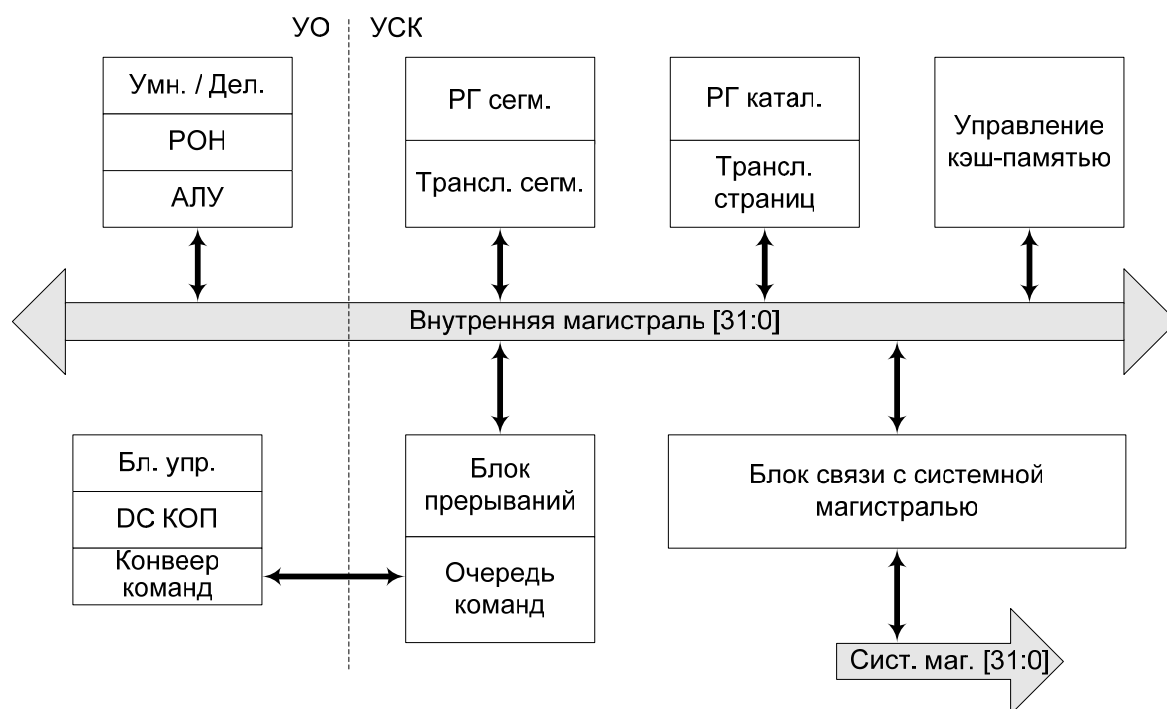 УО
УСК
Умн. / Дел.
РОН
АЛУ
РГ сегм.
Трансл. сегм.
РГ катал.
Трансл.
страниц
Управление
кэш-памятью
Внутренняя магистраль [31:0]
Бл. упр.
DC КОП
Конвеер
команд
Блок
прерываний
Очередь
команд
Блок связи с системной
магистралью
Сист. маг. [31:0]